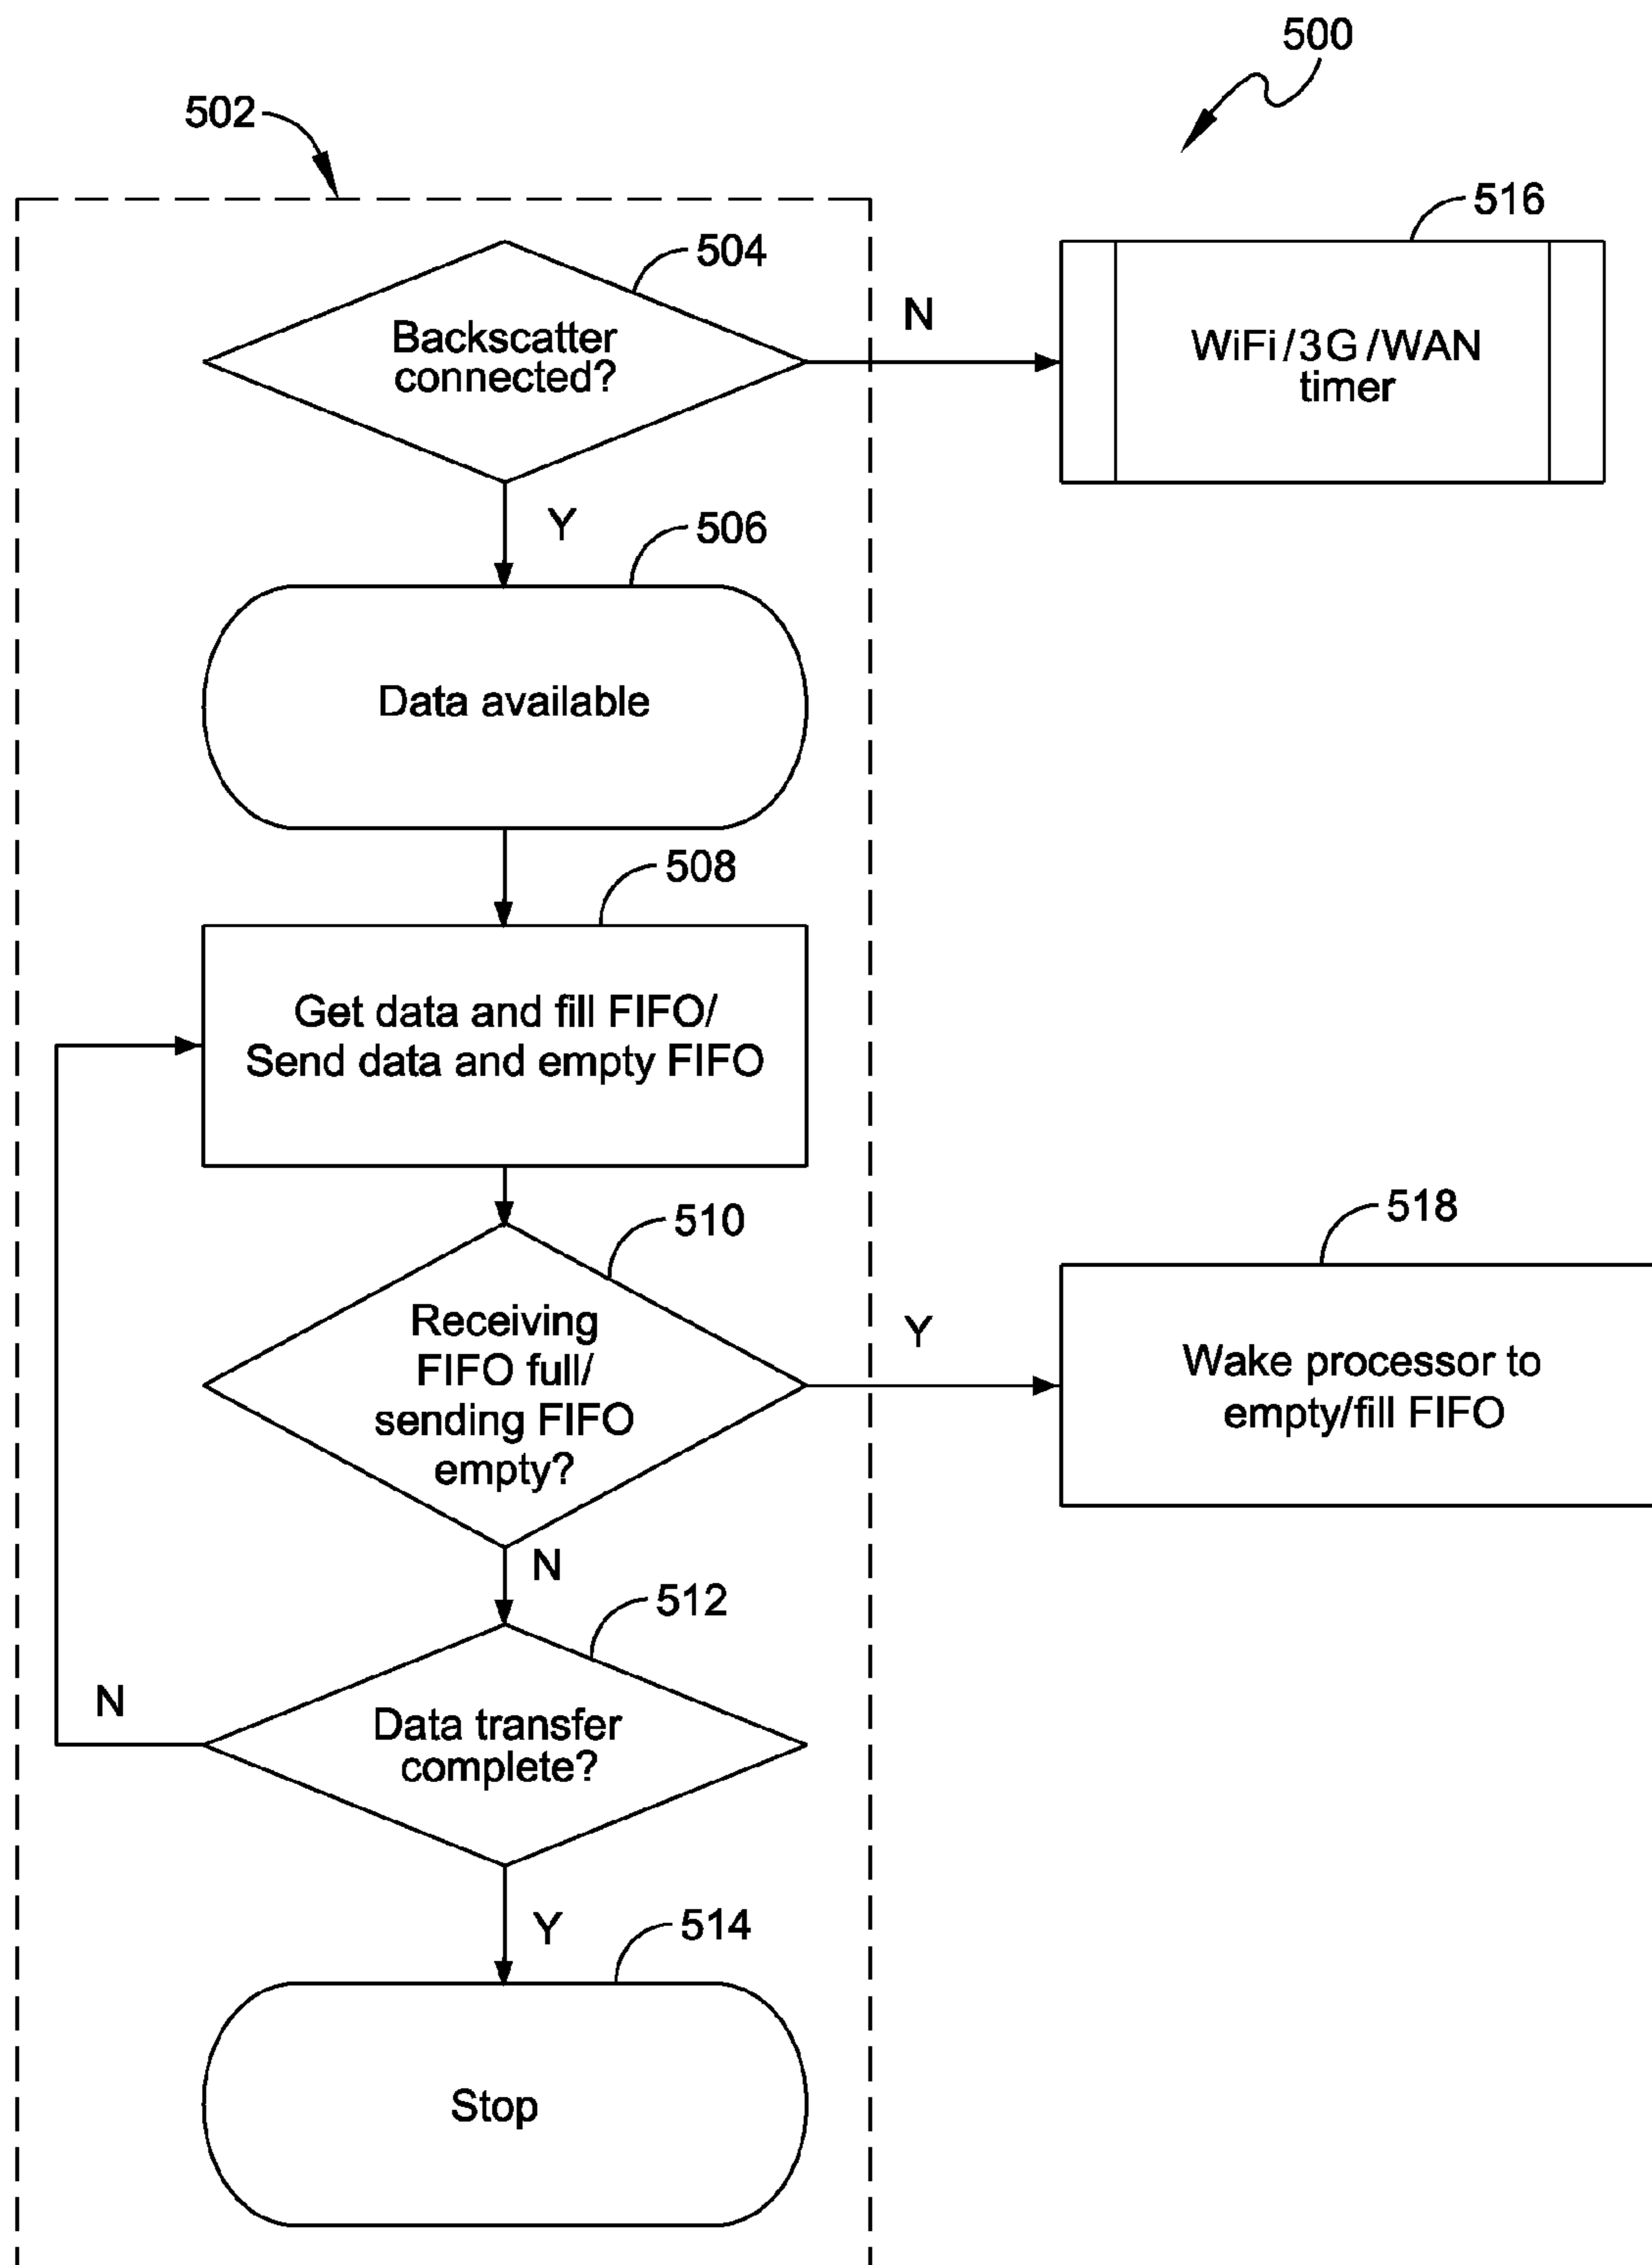 500
502
516
504
N
Backscatter
connected?
WiFi/3G/WAN
timer
Y
506
Data available
508
Get data and fill FIFO/
Send data and empty FIFO
510
518
Receiving
FIFO full/
sending FIFO
empty?
Y
Wake processor to
empty/fill FIFO
N
512
N
Data transfer
complete?
Y
514
Stop